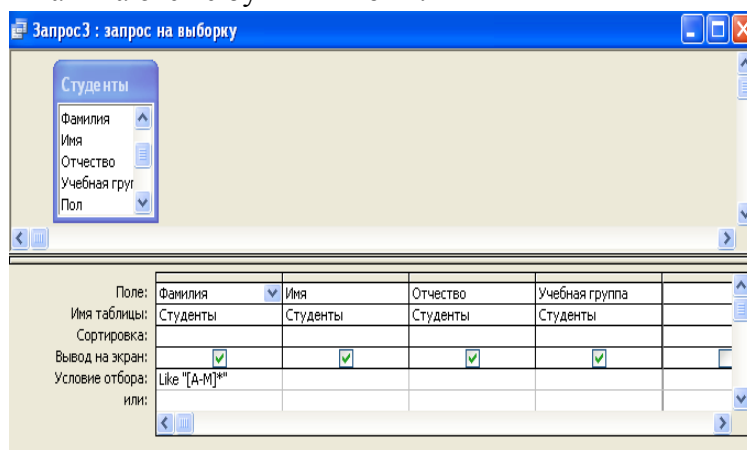 Запрос3 : запрос на выборку
Студенты
Фамилия
Имя
Отчество
Учебная груг
Пол
Поле: Фамилия Имя Отчество Учебная группа
Имя таблицы: Студенты Студенты Студенты Студенты
Сортировка:
Вывод на экран:
Условие отбора: Like "[А-М]*"
или: